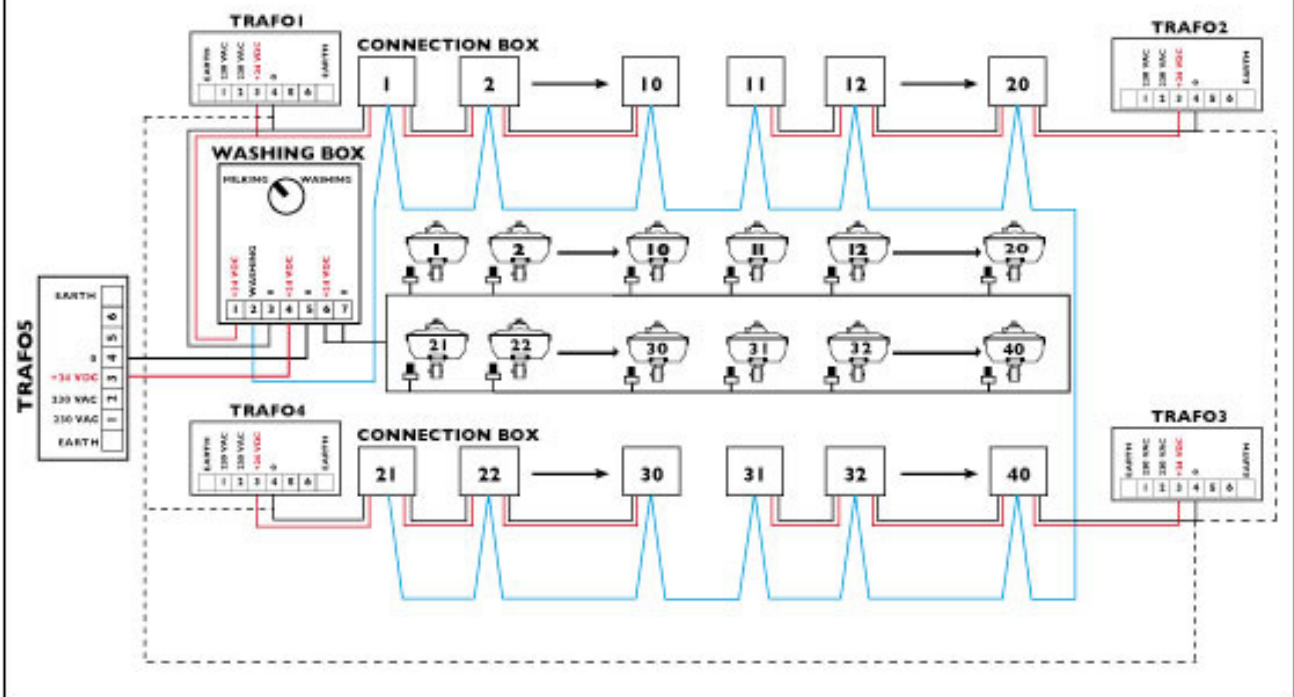 TRAFO1
EARTH
230 VAC
230 VAC
+24 VDC
0
EARTH
1 2 3 4 5 6
CONNECTION BOX
1
2
10
11
12
20
TRAFO2
230 VAC
230 VAC
+24 VDC
0
EARTH
1 2 3 4 5 6
WASHING BOX
MILKING WASHING
+24 VDC
WASHING
0
+24 VDC
0
+24 VDC
0
1 2 3 4 5 6 7
1
2
10
11
12
20
21
22
30
31
32
40
TRAFO5
EARTH
6
5
0 4
+24 VDC 3
230 VAC 2
230 VAC 1
EARTH
TRAFO4
EARTH
230 VAC
230 VAC
+24 VDC
0
EARTH
1 2 3 4 5 6
CONNECTION BOX
21
22
30
31
32
40
TRAFO3
EARTH
230 VAC
230 VAC
+24 VDC
0
EARTH
1 2 3 4 5 6